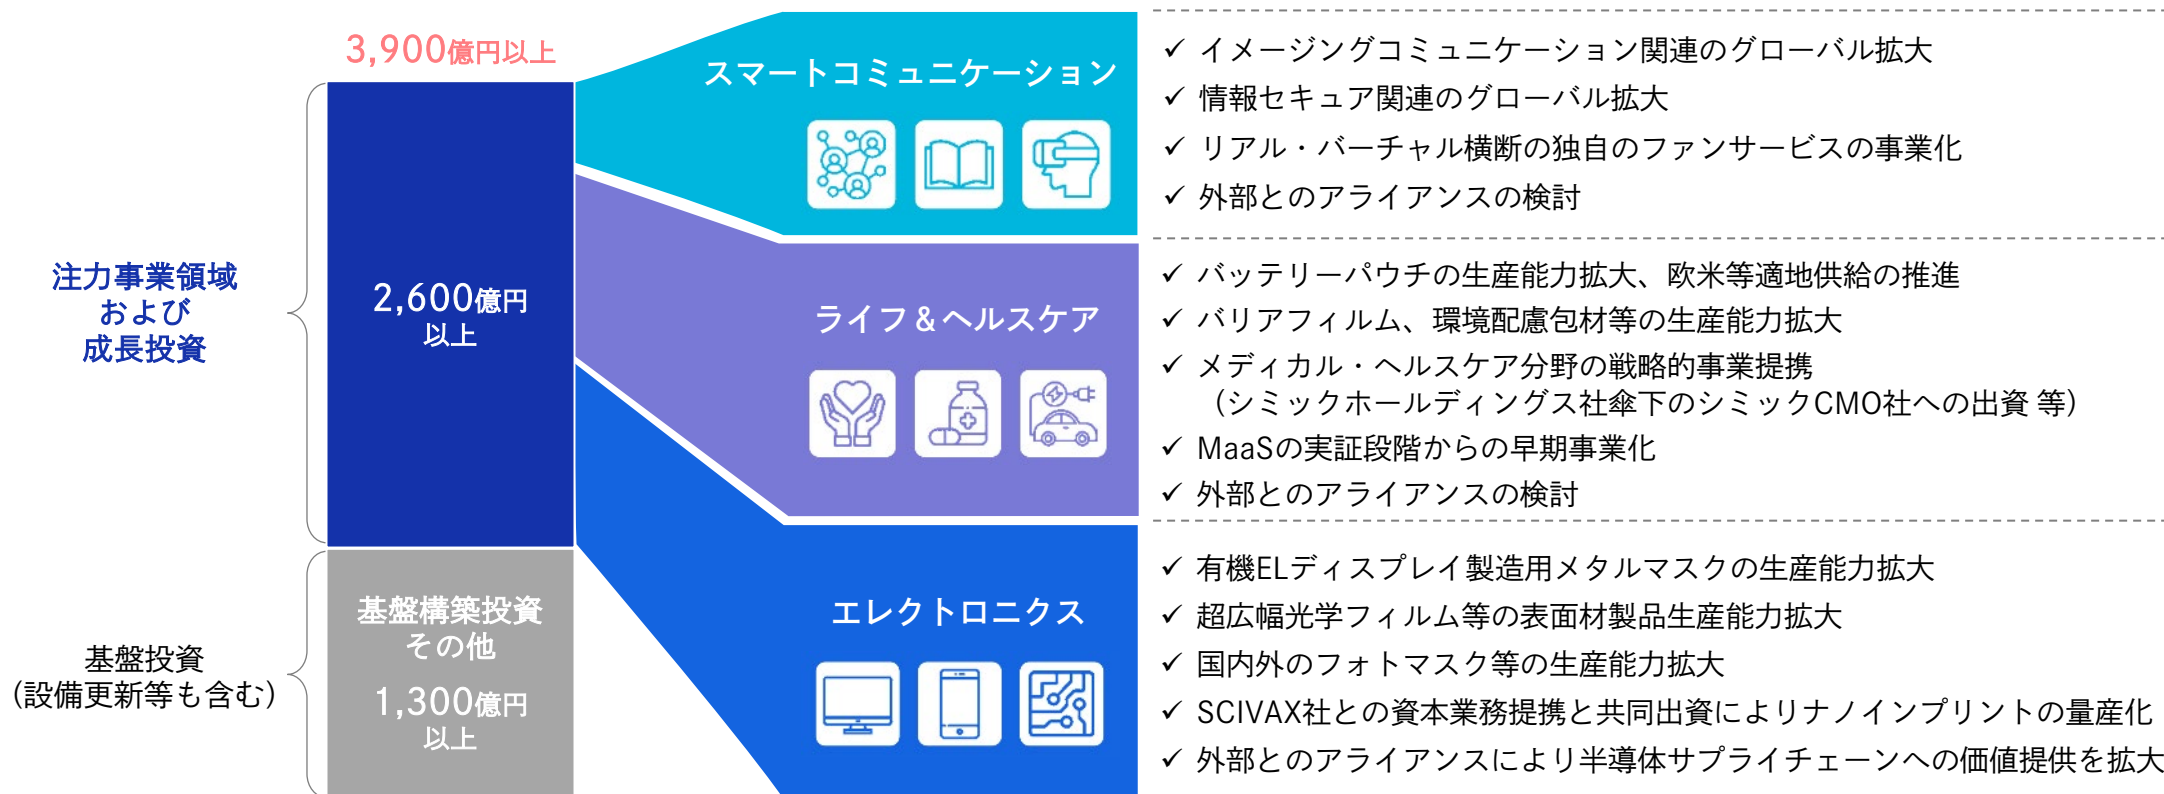 3,900億円以上
注力事業領域
および
成長投資
2,600億円
以上
基盤投資
(設備更新等も含む)
基盤構築投資
その他
1,300億円
以上
スマートコミュニケーション
✓ イメージングコミュニケーション関連のグローバル拡大
✓ 情報セキュア関連のグローバル拡大
✓ リアル・バーチャル横断の独自のファンサービスの事業化
✓ 外部とのアライアンスの検討
ライフ＆ヘルスケア
✓ バッテリーパウチの生産能力拡大、欧米等適地供給の推進
✓ バリアフィルム、環境配慮包材等の生産能力拡大
✓ メディカル・ヘルスケア分野の戦略的事業提携
（シミックホールディングス社傘下のシミックCMO社への出資 等）
✓ MaaSの実証段階からの早期事業化
✓ 外部とのアライアンスの検討
エレクトロニクス
✓ 有機ELディスプレイ製造用メタルマスクの生産能力拡大
✓ 超広幅光学フィルム等の表面材製品生産能力拡大
✓ 国内外のフォトマスク等の生産能力拡大
✓ SCIVAX社との資本業務提携と共同出資によりナノインプリントの量産化
✓ 外部とのアライアンスにより半導体サプライチェーンへの価値提供を拡大